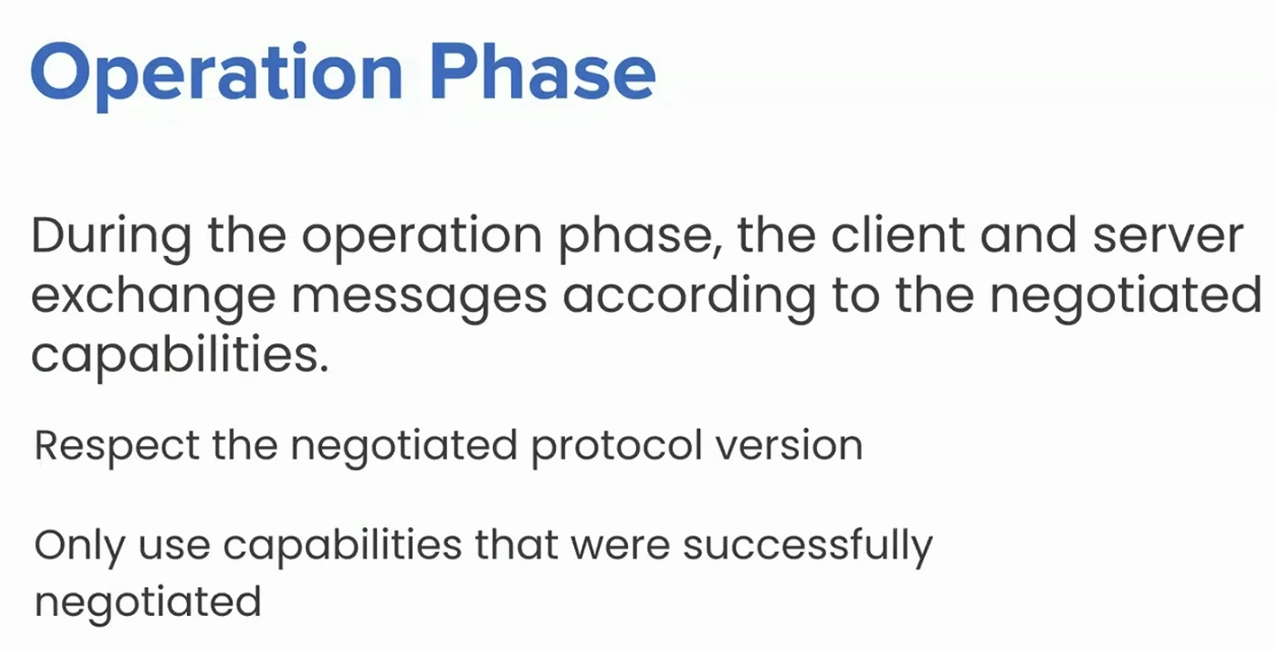 Operation Phase
During the operation phase, the client and server
exchange messages according to the negotiated
capabilities.
Respect the negotiated protocol version
Only use capabilities that were successfully
negotiated